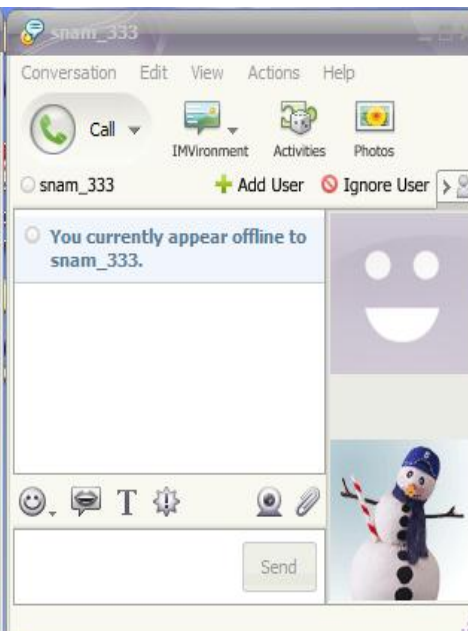 snam_333
Conversation Edit View Actions Help
Call
IMVironment Activities Photos
snam_333 Add User Ignore User
You currently appear offline to
snam_333.
T
Send